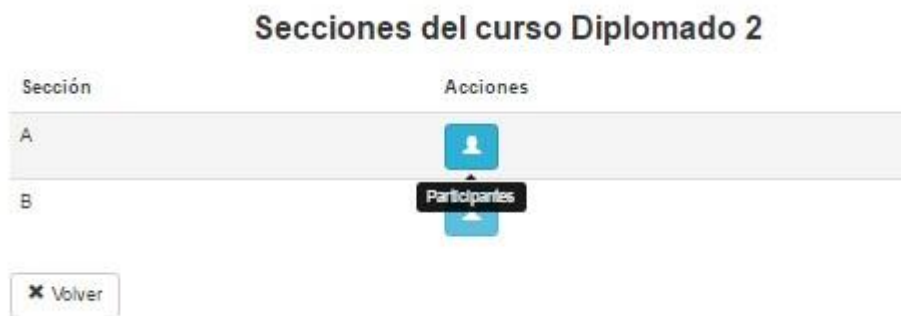 Secciones del curso Diplomado 2
Sección Acciones
A
Participantes
B
Volver